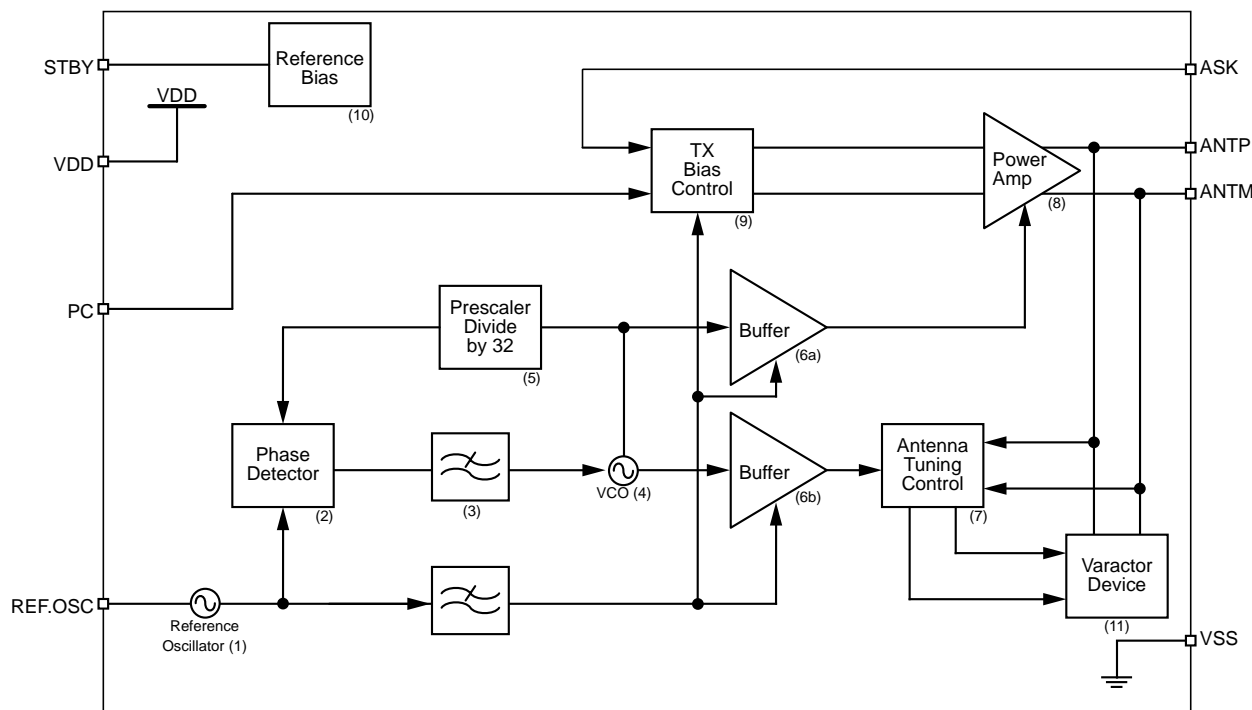 STBY
Reference
Bias
(10)
ASK
VDD
VDD
TX
Bias
Control
(9)
Power
Amp
(8)
ANTP
ANTM
PC
Prescaler
Divide
by 32
(5)
Buffer
(6a)
Phase
Detector
(2)
(3)
VCO (4)
Buffer
(6b)
Antenna
Tuning
Control
(7)
Varactor
Device
(11)
REF.OSC
Reference
Oscillator (1)
VSS